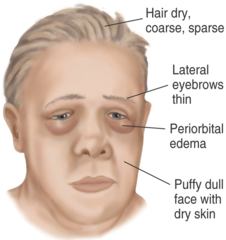 Hair dry,
coarse, sparse
Lateral
eyebrows
thin
Periorbital
edema
Puffy dull
face with
dry skin